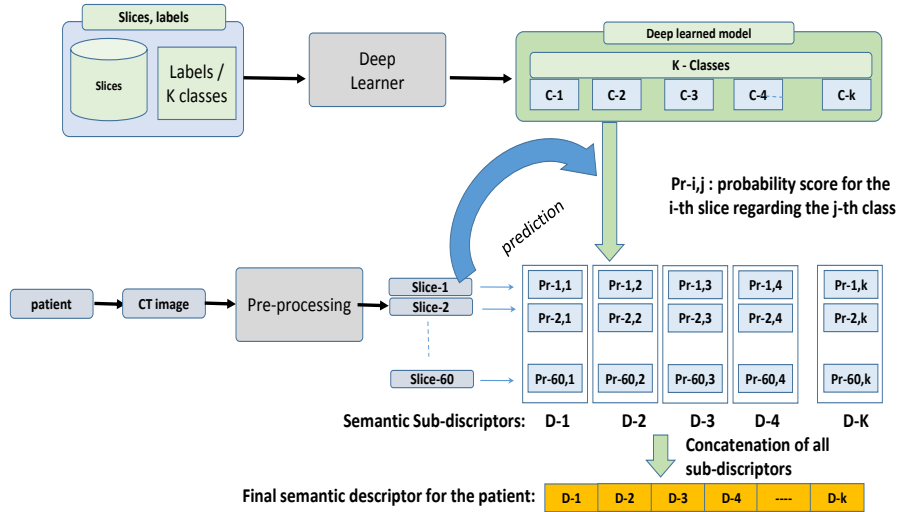 Slices, labels
Slices
Labels /
K classes
Deep
Learner
Deep learned model
K - Classes
C-1 C-2 C-3 C-4 C-k
Pr-i,j : probability score for the
i-th slice regarding the j-th class
prediction
patient
CT image
Pre-processing
Slice-1
Slice-2
Slice-60
Pr-1,1 Pr-1,2 Pr-1,3 Pr-1,4 Pr-1,k
Pr-2,1 Pr-2,2 Pr-2,3 Pr-2,4 Pr-2,k
Pr-60,1 Pr-60,2 Pr-60,3 Pr-60,4 Pr-60,k
Semantic Sub-discriptors: D-1 D-2 D-3 D-4 D-K
Concatenation of all
sub-discriptors
Final semantic descriptor for the patient: D-1 D-2 D-3 D-4 ---- D-k